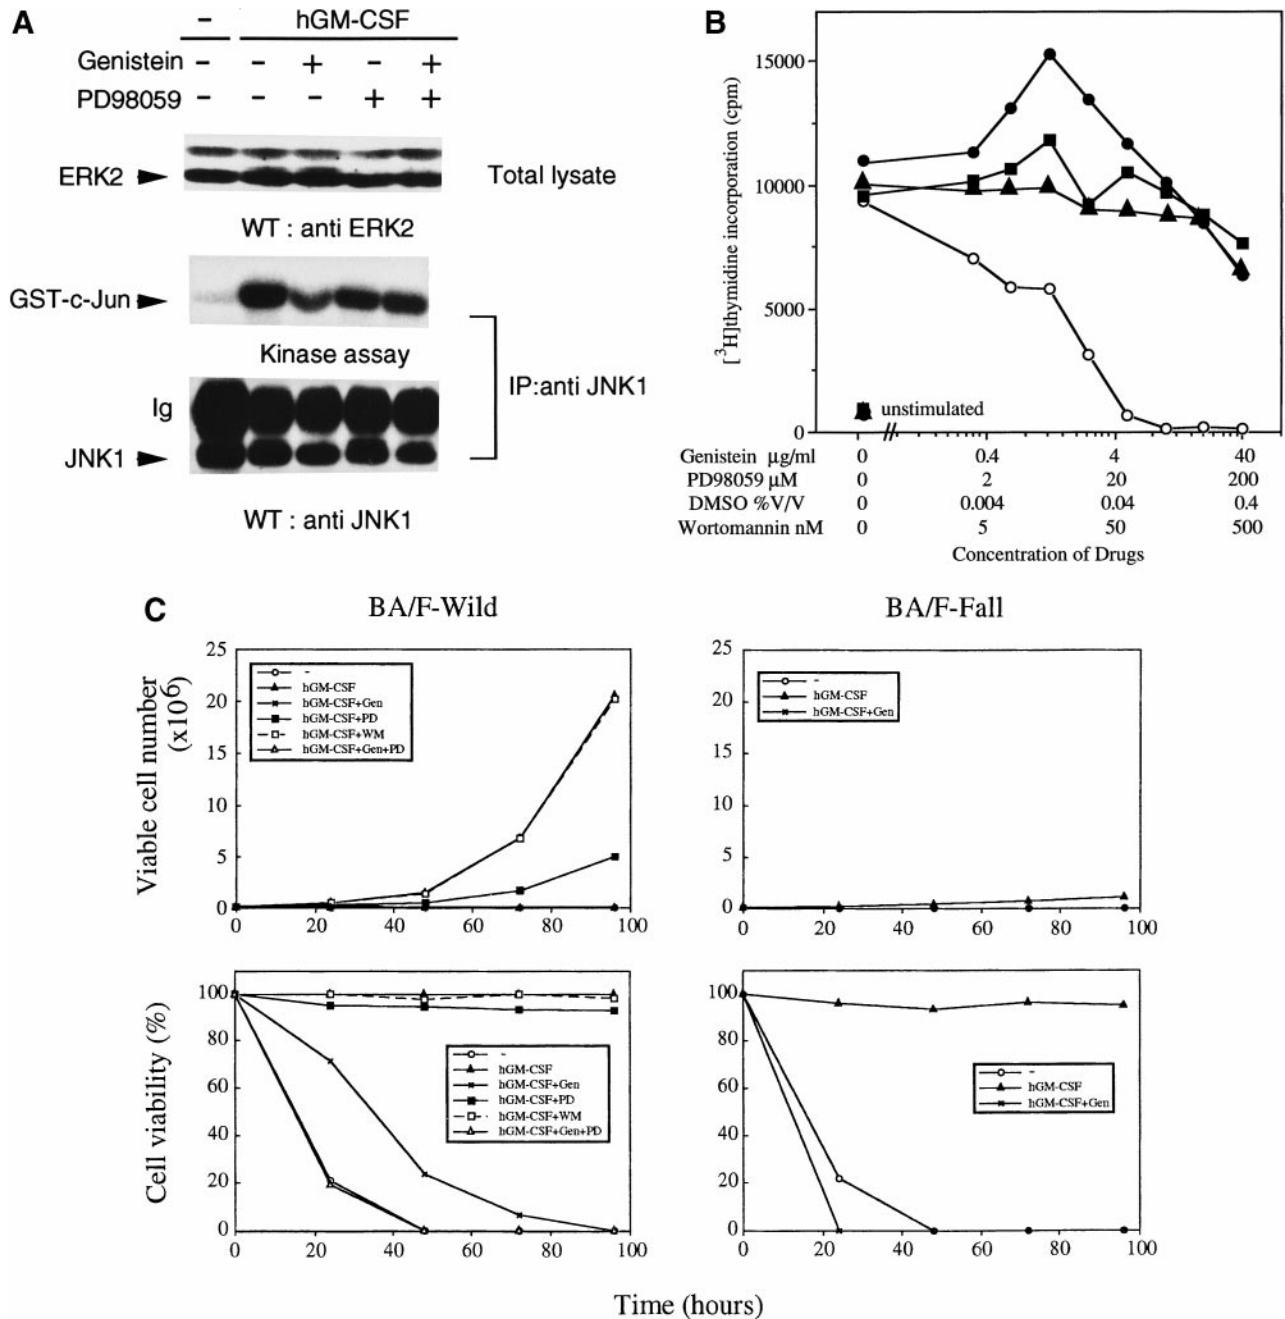 A
– hGM-CSF
Genistein – – + – +
PD98059 – – – + +
ERK2
Total lysate
WT : anti ERK2
GST-c-Jun
Kinase assay
IP:anti JNK1
Ig
JNK1
WT : anti JNK1
B
[³H]thymidine incorporation (cpm)
15000
10000
5000
0
unstimulated
Genistein µg/ml 0 0.4 4 40
PD98059 µM 0 2 20 200
DMSO %V/V 0 0.004 0.04 0.4
Wortomannin nM 0 5 50 500
Concentration of Drugs
C
BA/F-Wild
Viable cell number
(x10⁶)
25
20
15
10
5
0
-
hGM-CSF
hGM-CSF+Gen
hGM-CSF+PD
hGM-CSF+WM
hGM-CSF+Gen+PD
0 20 40 60 80 100
BA/F-Fall
25
20
15
10
5
0
-
hGM-CSF
hGM-CSF+Gen
0 20 40 60 80 100
Cell viability (%)
100
80
60
40
20
0
-
hGM-CSF
hGM-CSF+Gen
hGM-CSF+PD
hGM-CSF+WM
hGM-CSF+Gen+PD
0 20 40 60 80 100
100
80
60
40
20
0
-
hGM-CSF
hGM-CSF+Gen
0 20 40 60 80 100
Time (hours)